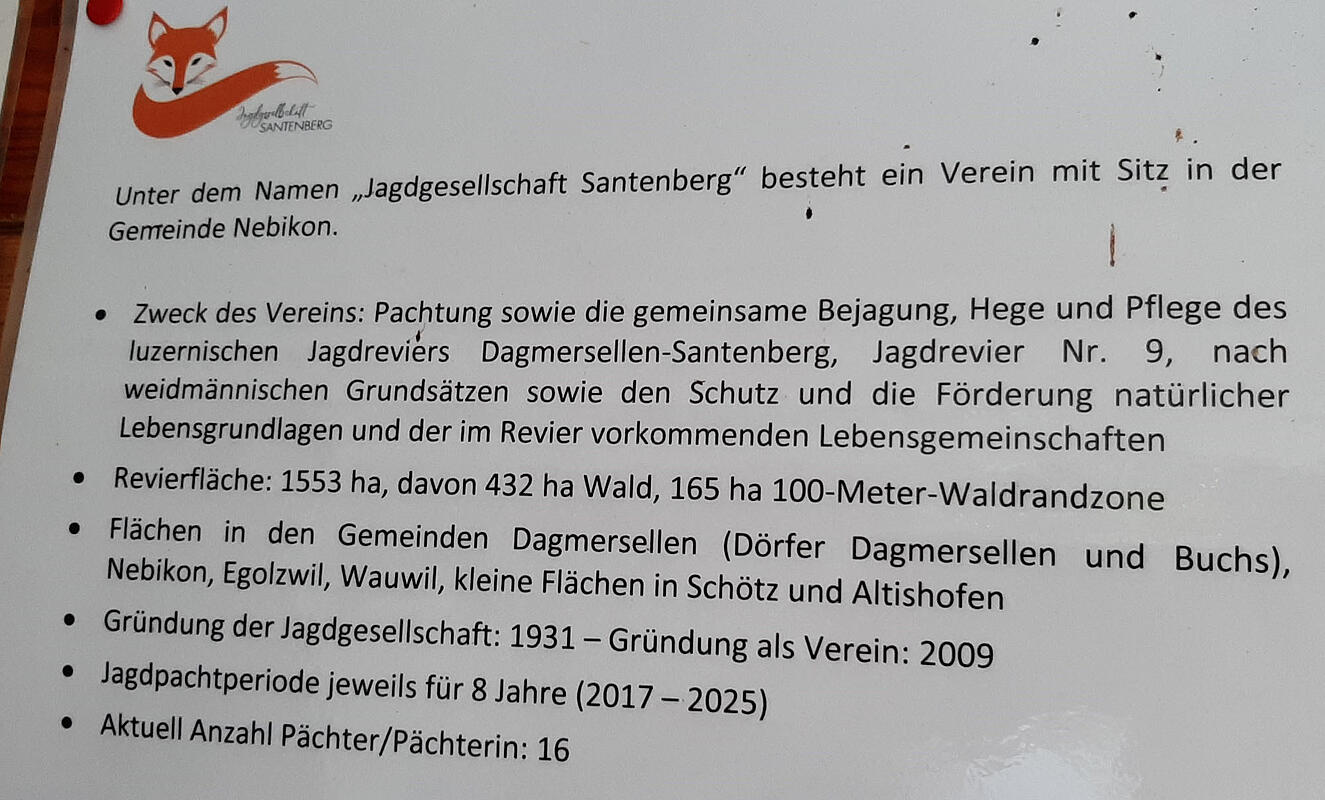 Jagdgesellschaft
SANTENBERG
Unter dem Namen „Jagdgesellschaft Santenberg“ besteht ein Verein mit Sitz in der
Gemeinde Nebikon.
• Zweck des Vereins: Pachtung sowie die gemeinsame Bejagung, Hege und Pflege des
luzernischen Jagdreviers Dagmersellen-Santenberg, Jagdrevier Nr. 9, nach
weidmännischen Grundsätzen sowie den Schutz und die Förderung natürlicher
Lebensgrundlagen und der im Revier vorkommenden Lebensgemeinschaften
• Revierfläche: 1553 ha, davon 432 ha Wald, 165 ha 100-Meter-Waldrandzone
• Flächen in den Gemeinden Dagmersellen (Dörfer Dagmersellen und Buchs),
Nebikon, Egolzwil, Wauwil, kleine Flächen in Schötz und Altishofen
• Gründung der Jagdgesellschaft: 1931 – Gründung als Verein: 2009
• Jagdpachtperiode jeweils für 8 Jahre (2017 – 2025)
• Aktuell Anzahl Pächter/Pächterin: 16